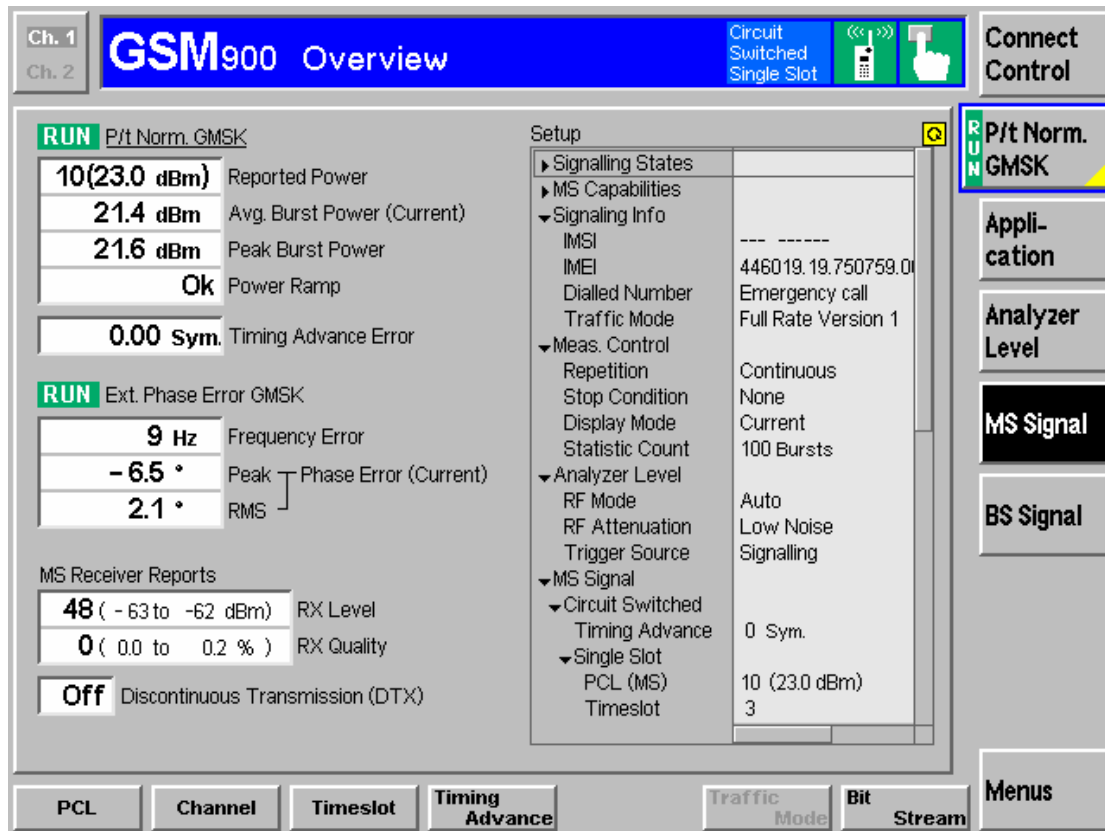 Ch. 1
Ch. 2
GSM900 Overview
Circuit
Switched
Single Slot
Connect
Control
RUN P/t Norm. GMSK
10(23.0 dBm) Reported Power
21.4 dBm Avg. Burst Power (Current)
21.6 dBm Peak Burst Power
Ok Power Ramp
0.00 Sym. Timing Advance Error
RUN Ext. Phase Error GMSK
9 Hz Frequency Error
-6.5 ° Peak Phase Error (Current)
2.1 ° RMS
MS Receiver Reports
48 ( -63 to -62 dBm) RX Level
0 ( 0.0 to 0.2 % ) RX Quality
Off Discontinuous Transmission (DTX)
Setup
Signalling States
MS Capabilities
Signaling Info
IMSI --- ------
IMEI 446019.19.750759.0
Dialled Number Emergency call
Traffic Mode Full Rate Version 1
Meas. Control
Repetition Continuous
Stop Condition None
Display Mode Current
Statistic Count 100 Bursts
Analyzer Level
RF Mode Auto
RF Attenuation Low Noise
Trigger Source Signalling
MS Signal
Circuit Switched
Timing Advance 0 Sym.
Single Slot
PCL (MS) 10 (23.0 dBm)
Timeslot 3
RUN P/t Norm.
GMSK
Appli-
cation
Analyzer
Level
MS Signal
BS Signal
Menus
PCL
Channel
Timeslot
Timing
Advance
Traffic
Mode
Bit
Stream